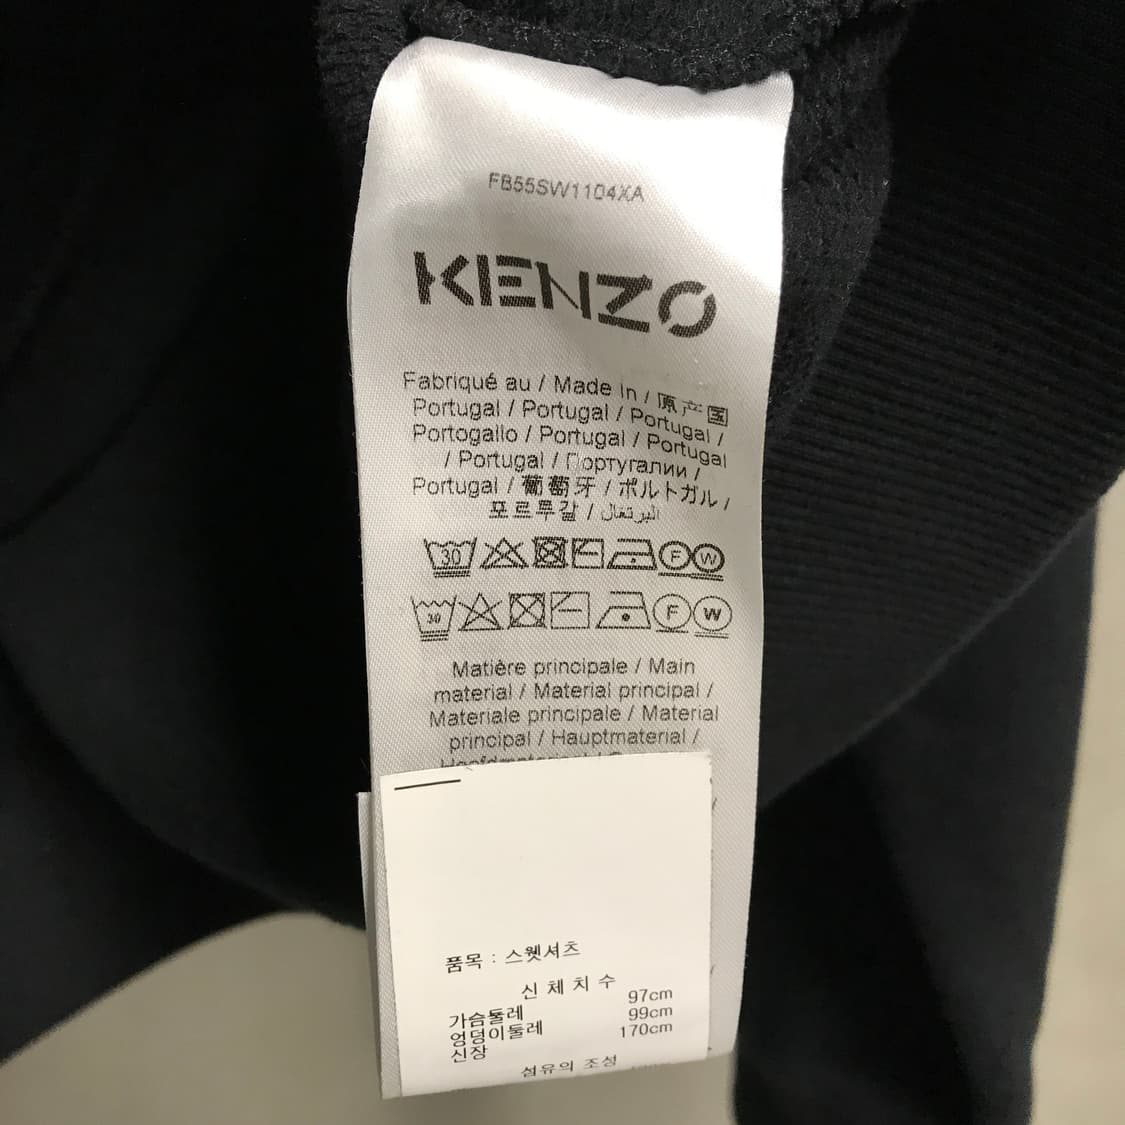 FB55SW1104XA
KENZO
Fabriqué au / Made in / 原产国
Portugal / Portugal / Portugal /
Portogallo / Portugal / Portugal
/ Portugal / Португалии /
Portugal / 葡萄牙 / ポルトガル /
포르투갈 / البرتغال
30 F W
30 F W
Matière principale / Main
material / Material principal /
Materiale principale / Material
principal / Hauptmaterial /
품목 : 스웻셔츠
신 체 치 수
가슴둘레 97cm
엉덩이둘레 99cm
신장 170cm
섬유의 조성